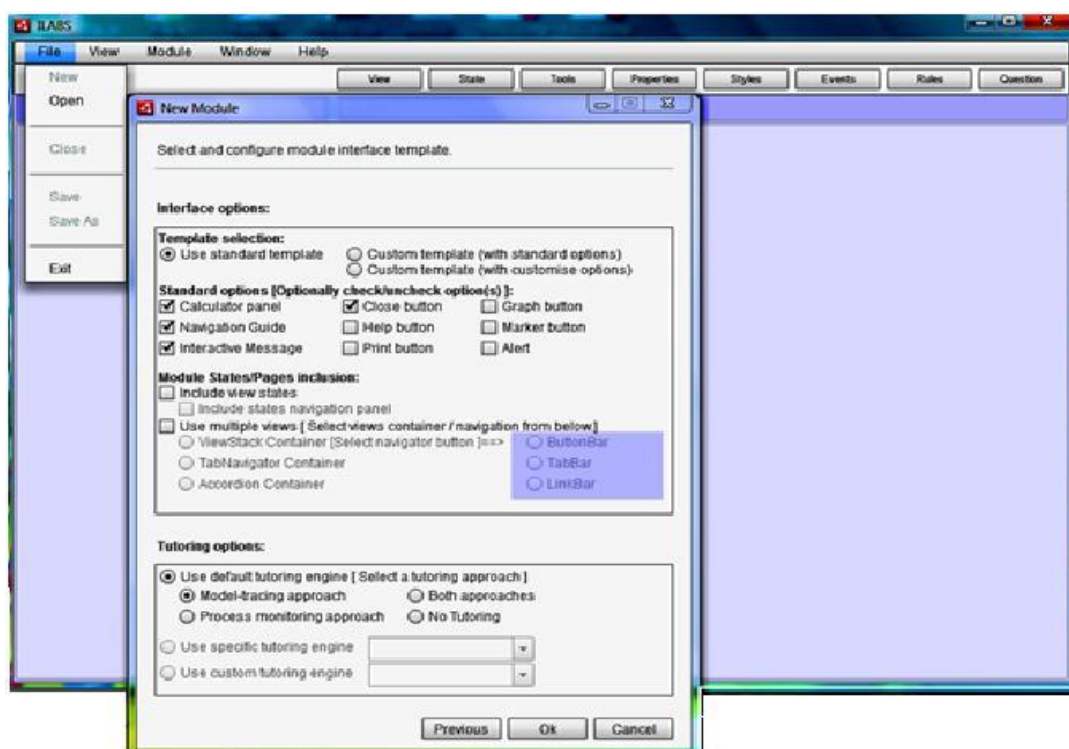 ILABS
File View Module Window Help
New
Open
Close
Save
Save As
Exit
View State Tools Properties Styles Events Rules Question
New Module
Select and configure module interface template.
Interface options:
Template selection:
Use standard template
Custom template (with standard options)
Custom template (with customise options)
Standard options [Optionally check/uncheck option(s) ]:
Calculator panel Close button Graph button
Navigation Guide Help button Marker button
Interactive Message Print button Alert
Module States/Pages inclusion:
Include view states
Include states navigation panel
Use multiple views [ Select views container / navigation from below]
ViewStack Container [Select navigator button ]==> ButtonBar
TabNavigator Container TabBar
Accordion Container LinkBar
Tutoring options:
Use default tutoring engine [ Select a tutoring approach ]
Model-tracing approach Both approaches
Process monitoring approach No Tutoring
Use specific tutoring engine
Use custom tutoring engine
Previous Ok Cancel